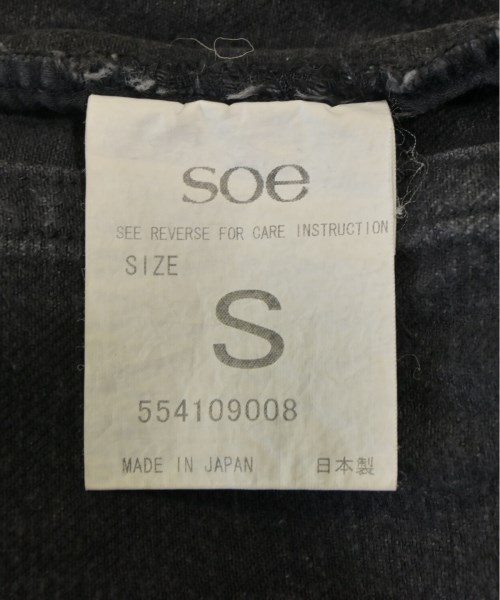 soe
SEE REVERSE FOR CARE INSTRUCTION
SIZE
S
554109008
MADE IN JAPAN 日本製